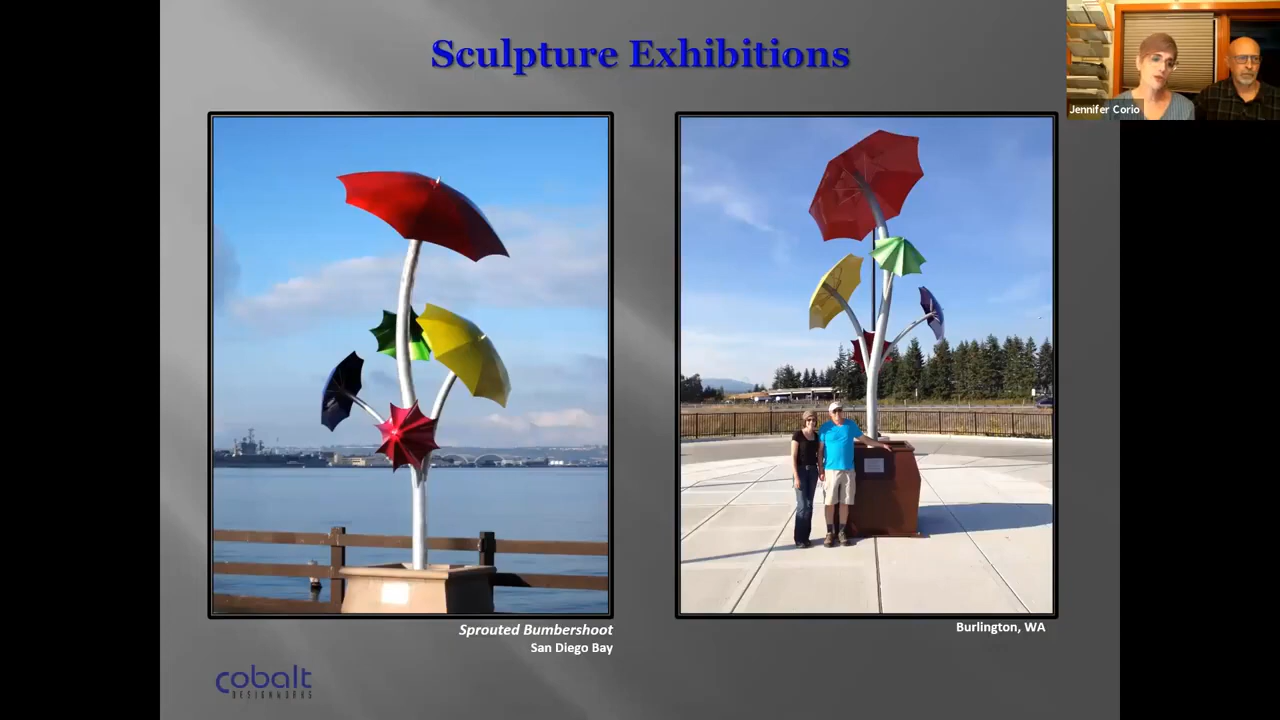 Sculpture Exhibitions
Jennifer Corio
Sprouted Bumbershoot
San Diego Bay
Burlington, WA
cobalt
DESIGNWORKS